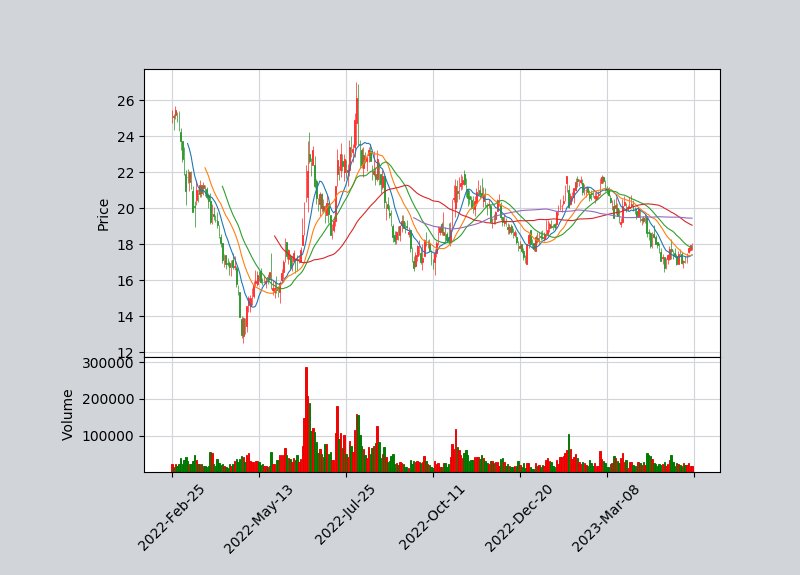 26
24
22
20
18
16
14
12
Price
300000
200000
100000
Volume
2022-Feb-25
2022-May-13
2022-Jul-25
2022-Oct-11
2022-Dec-20
2023-Mar-08